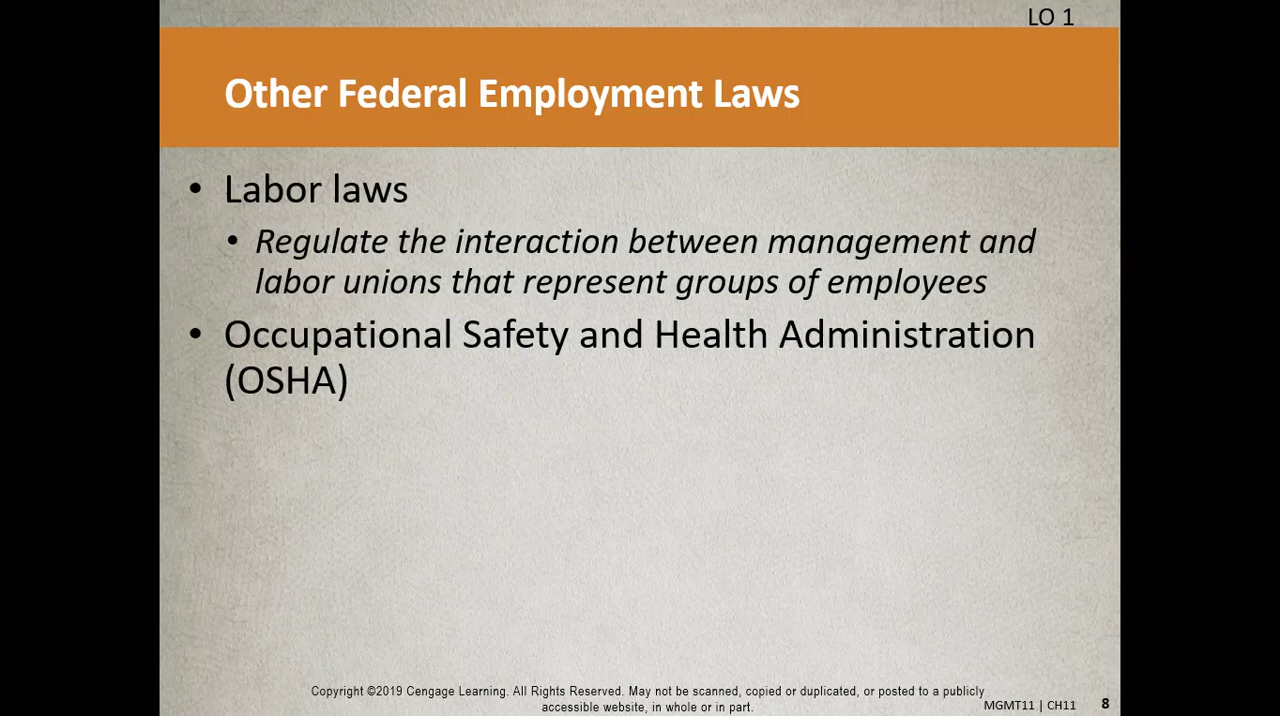 LO 1
Other Federal Employment Laws
• Labor laws
• Regulate the interaction between management and
labor unions that represent groups of employees
• Occupational Safety and Health Administration
(OSHA)
Copyright ©2019 Cengage Learning. All Rights Reserved. May not be scanned, copied or duplicated, or posted to a publicly
accessible website, in whole or in part.
MGMT11 | CH11 8